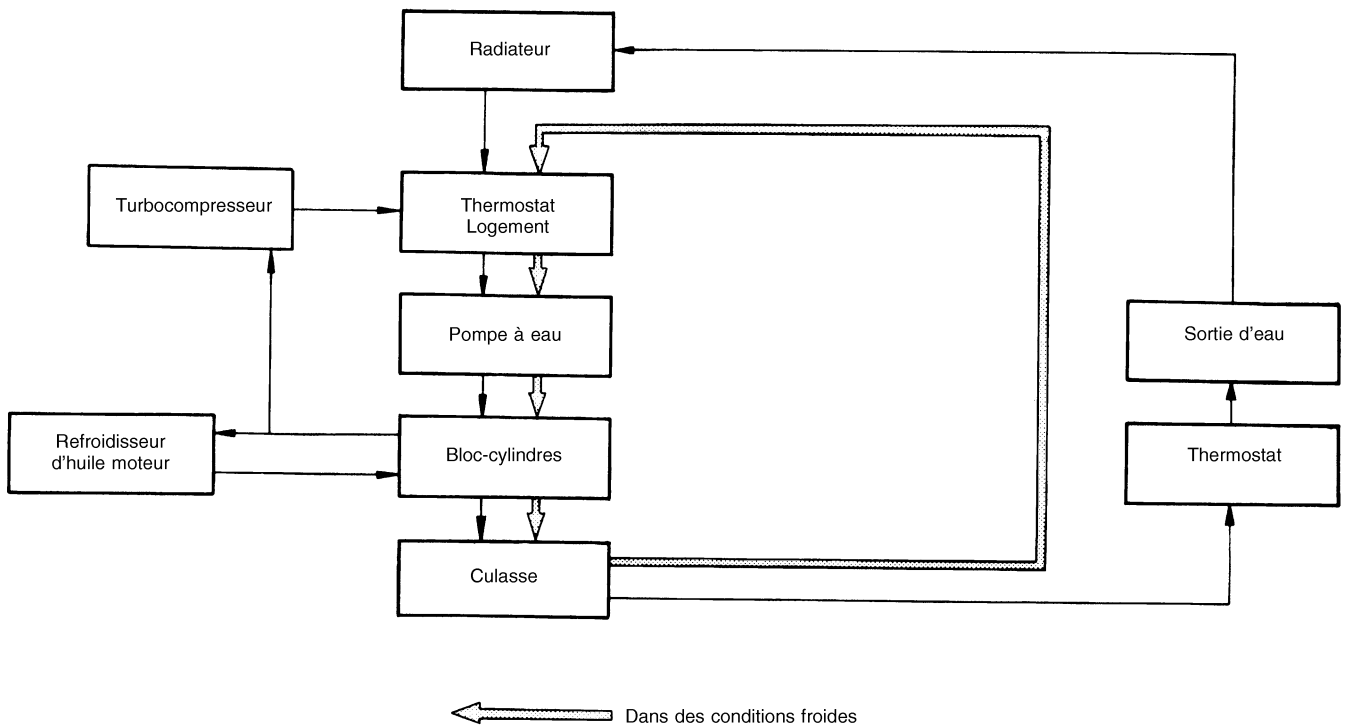 Radiateur
Turbocompresseur
Thermostat
Logement
Pompe à eau
Sortie d'eau
Refroidisseur
d'huile moteur
Bloc-cylindres
Thermostat
Culasse
Dans des conditions froides